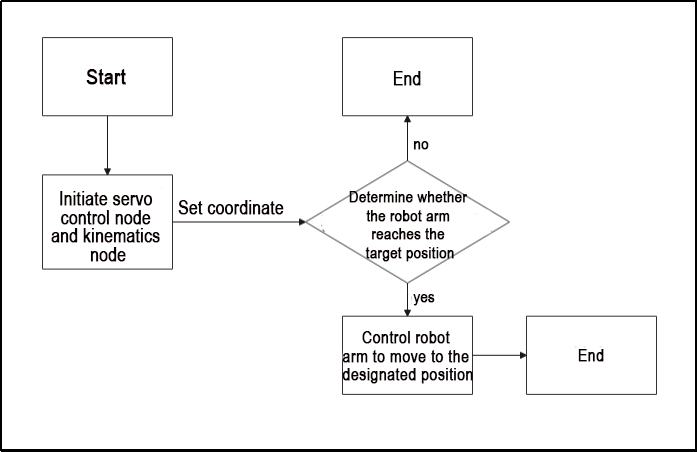 Start
End
no
Initiate servo
control node
and kinematics
node
Set coordinate
Determine whether
the robot arm
reaches the
target position
yes
Control robot
arm to move to the
designated position
End